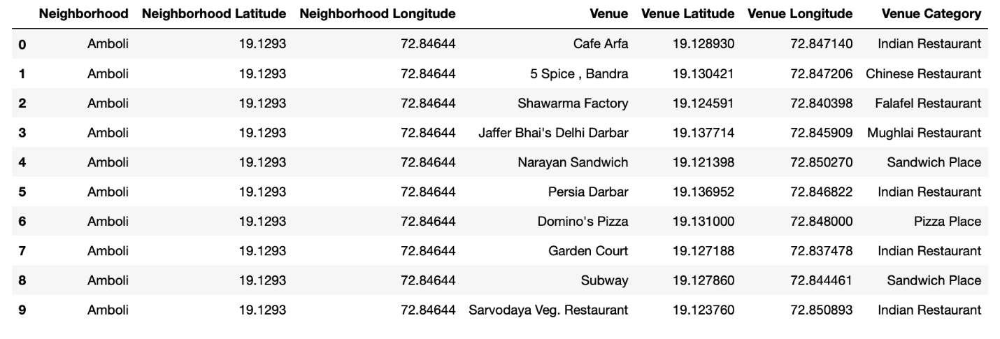 Neighborhood Neighborhood Latitude Neighborhood Longitude Venue Venue Latitude Venue Longitude Venue Category
0 Amboli 19.1293 72.84644 Cafe Arfa 19.128930 72.847140 Indian Restaurant
1 Amboli 19.1293 72.84644 5 Spice , Bandra 19.130421 72.847206 Chinese Restaurant
2 Amboli 19.1293 72.84644 Shawarma Factory 19.124591 72.840398 Falafel Restaurant
3 Amboli 19.1293 72.84644 Jaffer Bhai's Delhi Darbar 19.137714 72.845909 Mughlai Restaurant
4 Amboli 19.1293 72.84644 Narayan Sandwich 19.121398 72.850270 Sandwich Place
5 Amboli 19.1293 72.84644 Persia Darbar 19.136952 72.846822 Indian Restaurant
6 Amboli 19.1293 72.84644 Domino's Pizza 19.131000 72.848000 Pizza Place
7 Amboli 19.1293 72.84644 Garden Court 19.127188 72.837478 Indian Restaurant
8 Amboli 19.1293 72.84644 Subway 19.127860 72.844461 Sandwich Place
9 Amboli 19.1293 72.84644 Sarvodaya Veg. Restaurant 19.123760 72.850893 Indian Restaurant